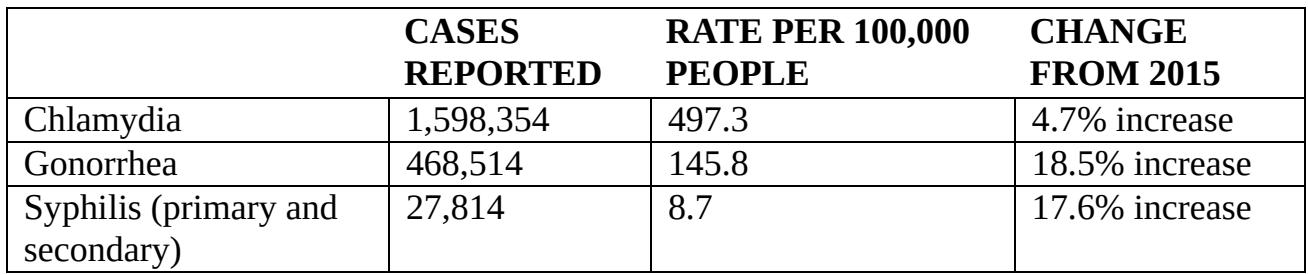 CASES REPORTED RATE PER 100,000 PEOPLE CHANGE FROM 2015
Chlamydia 1,598,354 497.3 4.7% increase
Gonorrhea 468,514 145.8 18.5% increase
Syphilis (primary and secondary) 27,814 8.7 17.6% increase